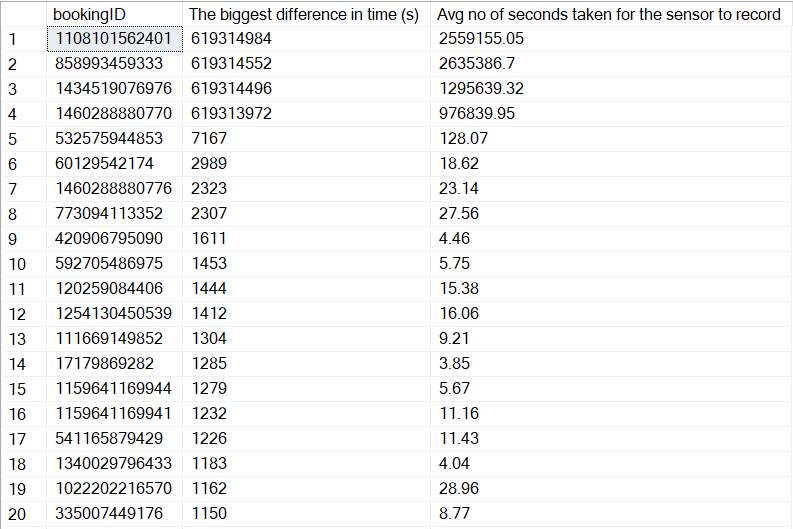 bookingID The biggest difference in time (s) Avg no of seconds taken for the sensor to record
1 1108101562401 619314984 2559155.05
2 858993459333 619314552 2635386.7
3 1434519076976 619314496 1295639.32
4 1460288880770 619313972 976839.95
5 532575944853 7167 128.07
6 60129542174 2989 18.62
7 1460288880776 2323 23.14
8 773094113352 2307 27.56
9 420906795090 1611 4.46
10 592705486975 1453 5.75
11 120259084406 1444 15.38
12 1254130450539 1412 16.06
13 111669149852 1304 9.21
14 17179869282 1285 3.85
15 1159641169944 1279 5.67
16 1159641169941 1232 11.16
17 541165879429 1226 11.43
18 1340029796433 1183 4.04
19 1022202216570 1162 28.96
20 335007449176 1150 8.77